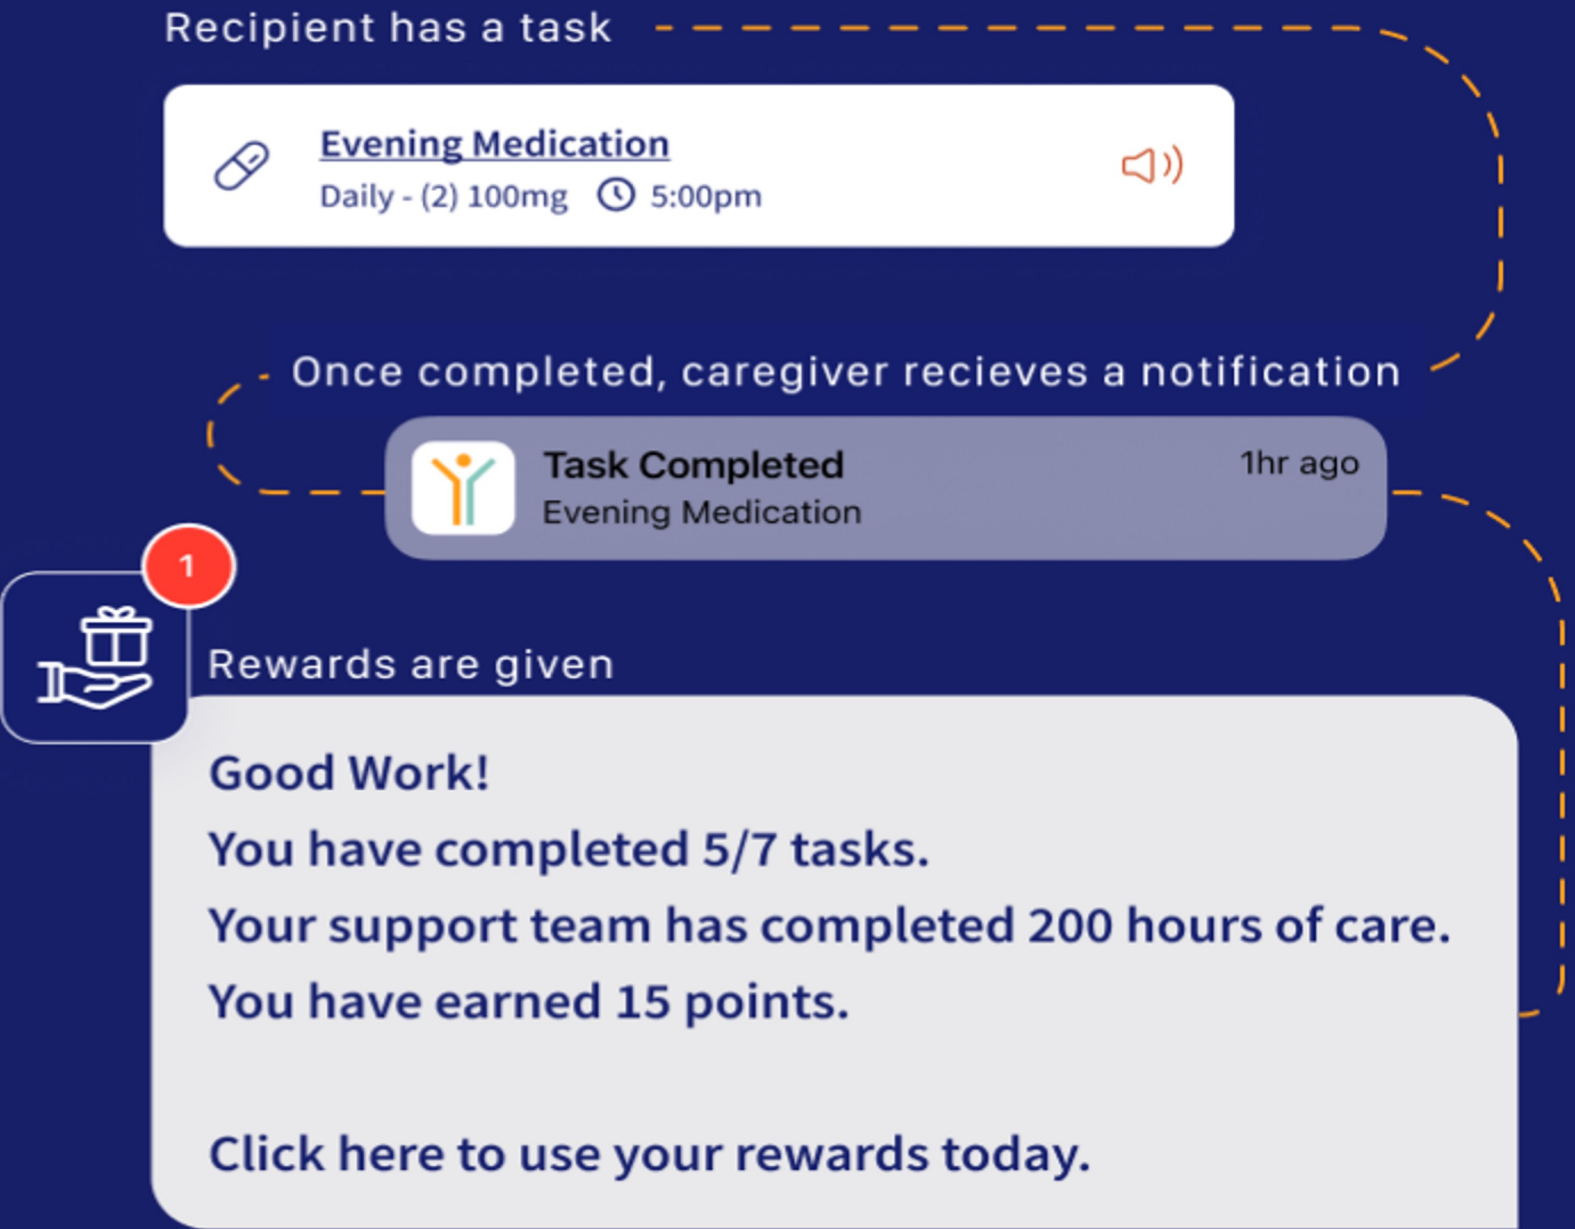 Recipient has a task
Evening Medication
Daily - (2) 100mg 5:00pm
Once completed, caregiver recieves a notification
Task Completed 1hr ago
Evening Medication
1
Rewards are given
Good Work!
You have completed 5/7 tasks.
Your support team has completed 200 hours of care.
You have earned 15 points.
Click here to use your rewards today.